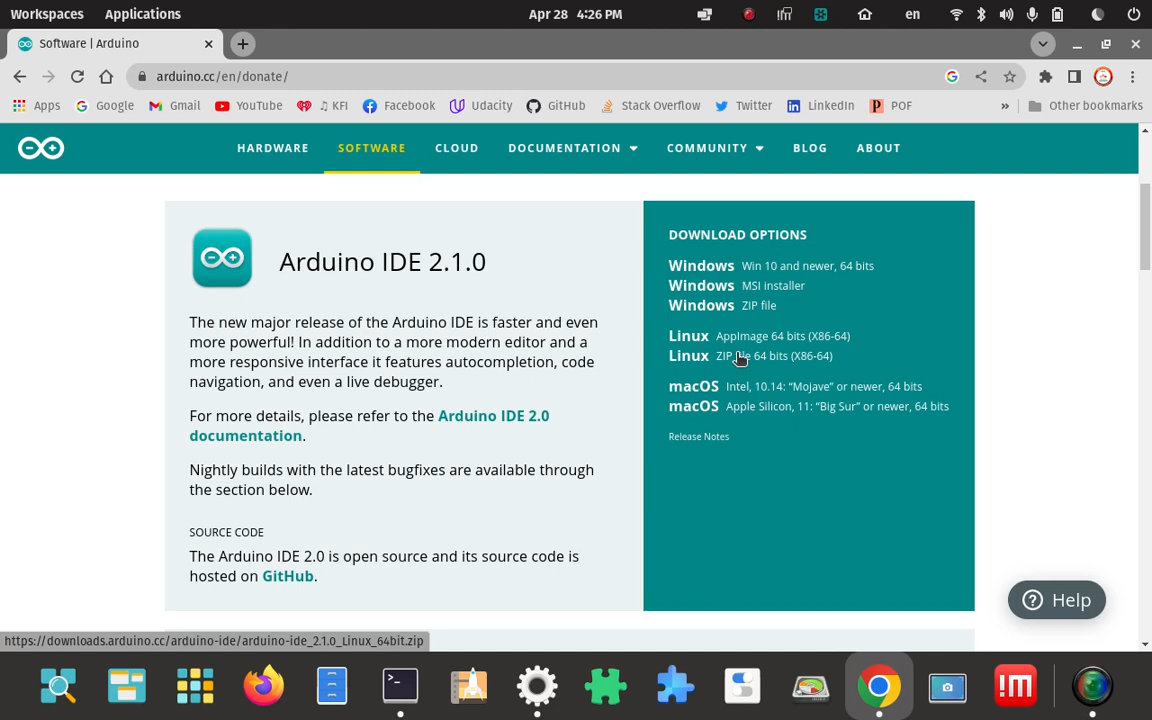 Workspaces Applications Apr 28 4:26 PM en
Software | Arduino
arduino.cc/en/donate/
Apps Google Gmail YouTube ♫ KFI Facebook Udacity GitHub Stack Overflow Twitter LinkedIn POF » Other bookmarks
HARDWARE SOFTWARE CLOUD DOCUMENTATION COMMUNITY BLOG ABOUT
Arduino IDE 2.1.0
The new major release of the Arduino IDE is faster and even
more powerful! In addition to a more modern editor and a
more responsive interface it features autocompletion, code
navigation, and even a live debugger.
For more details, please refer to the Arduino IDE 2.0
documentation.
Nightly builds with the latest bugfixes are available through
the section below.
SOURCE CODE
The Arduino IDE 2.0 is open source and its source code is
hosted on GitHub.
DOWNLOAD OPTIONS
Windows Win 10 and newer, 64 bits
Windows MSI installer
Windows ZIP file
Linux AppImage 64 bits (X86-64)
Linux ZIP file 64 bits (X86-64)
macOS Intel, 10.14: “Mojave” or newer, 64 bits
macOS Apple Silicon, 11: “Big Sur” or newer, 64 bits
Release Notes
Help
https://downloads.arduino.cc/arduino-ide/arduino-ide_2.1.0_Linux_64bit.zip